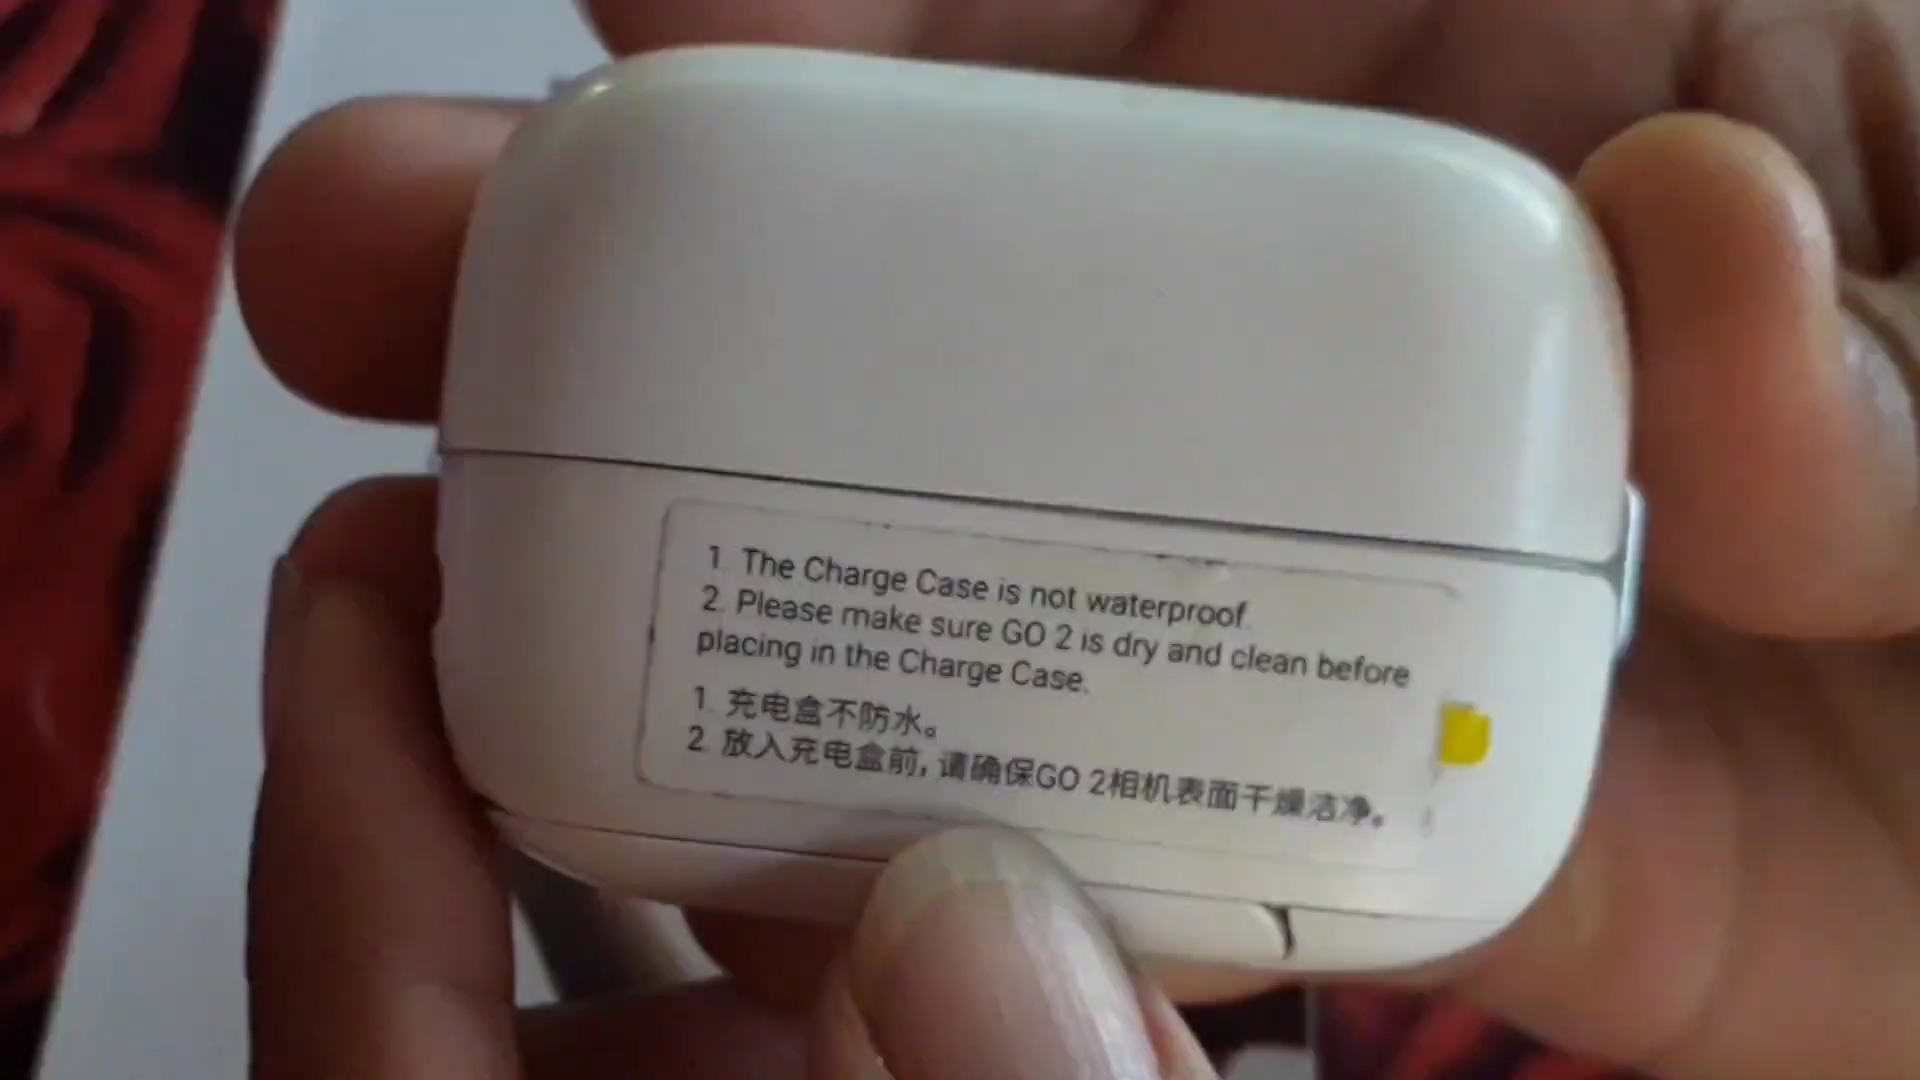 1. The Charge Case is not waterproof.
2. Please make sure GO 2 is dry and clean before
placing in the Charge Case.
1. 充电盒不防水。
2. 放入充电盒前,请确保GO 2相机表面干燥洁净。